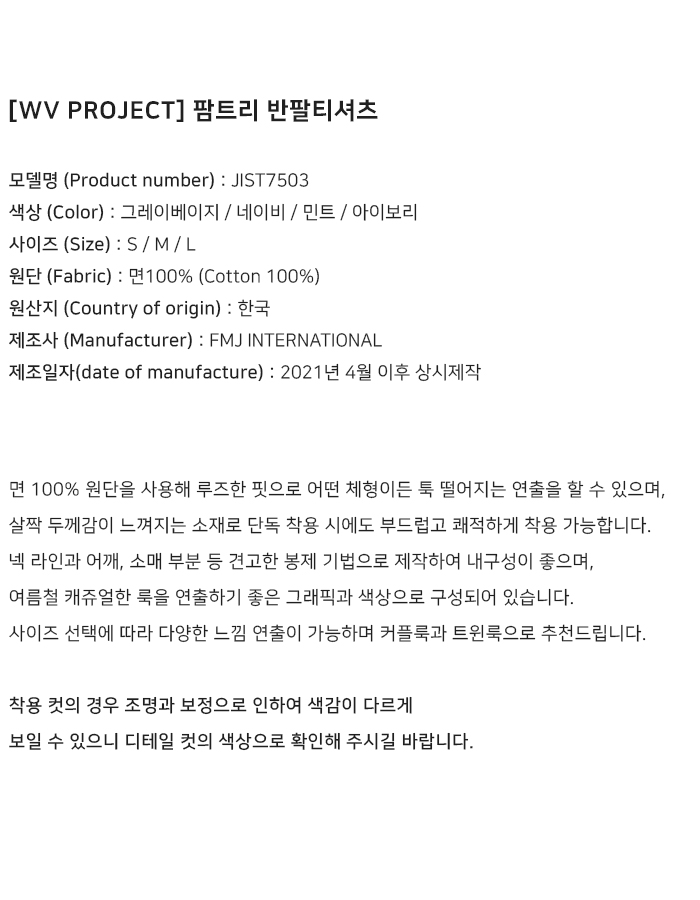 [WV PROJECT] 팜트리 반팔티셔츠
모델명 (Product number) : JIST7503
색상 (Color) : 그레이베이지 / 네이비 / 민트 / 아이보리
사이즈 (Size) : S / M / L
원단 (Fabric) : 면100% (Cotton 100%)
원산지 (Country of origin) : 한국
제조사 (Manufacturer) : FMJ INTERNATIONAL
제조일자(date of manufacture) : 2021년 4월 이후 상시제작
면 100% 원단을 사용해 루즈한 핏으로 어떤 체형이든 툭 떨어지는 연출을 할 수 있으며,
살짝 두께감이 느껴지는 소재로 단독 착용 시에도 부드럽고 쾌적하게 착용 가능합니다.
넥 라인과 어깨, 소매 부분 등 견고한 봉제 기법으로 제작하여 내구성이 좋으며,
여름철 캐쥬얼한 룩을 연출하기 좋은 그래픽과 색상으로 구성되어 있습니다.
사이즈 선택에 따라 다양한 느낌 연출이 가능하며 커플룩과 트윈룩으로 추천드립니다.
착용 컷의 경우 조명과 보정으로 인하여 색감이 다르게
보일 수 있으니 디테일 컷의 색상으로 확인해 주시길 바랍니다.